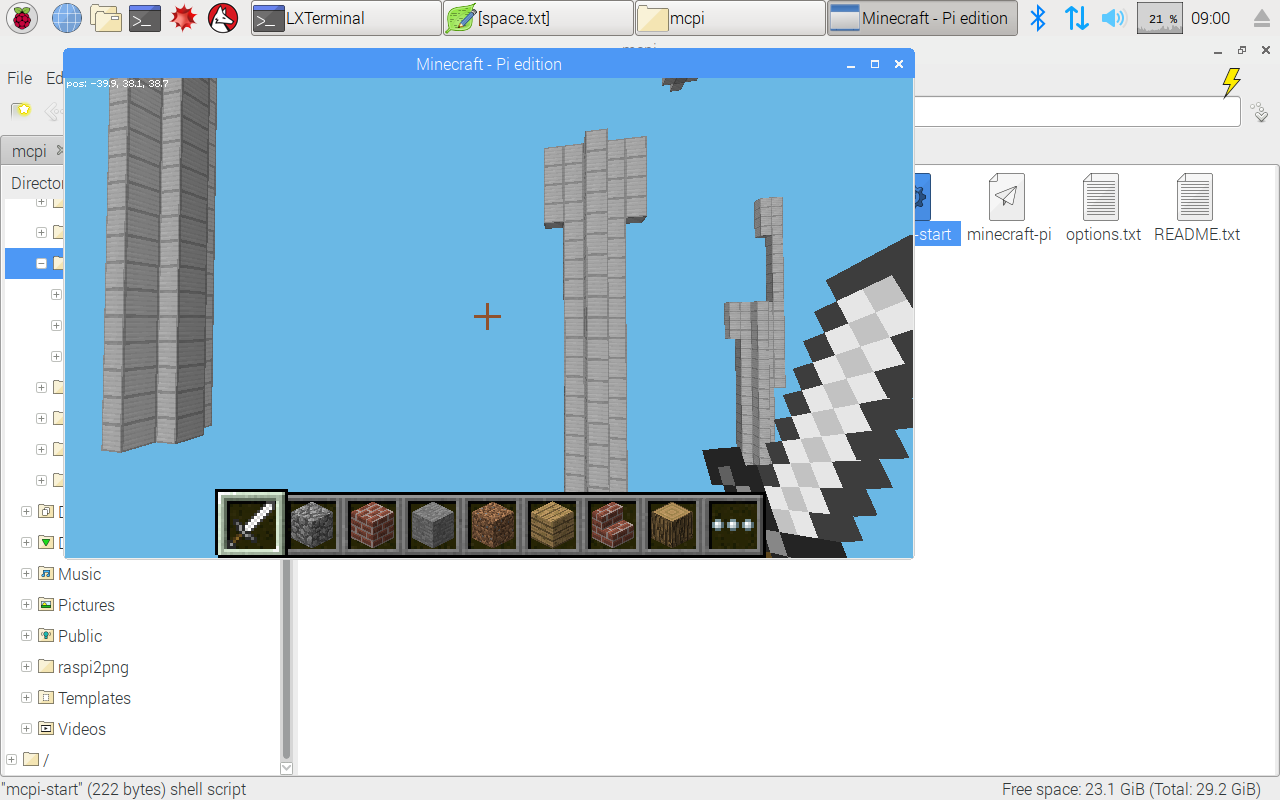 LXTerminal
[space.txt]
mcpi
Minecraft - Pi edition
21 %
09:00
Minecraft - Pi edition
File
Ed
pos: -39.9, 38.1, 38.7
mcpi
Director
-start
minecraft-pi
options.txt
README.txt
Music
Pictures
Public
raspi2png
Templates
Videos
/
"mcpi-start" (222 bytes) shell script
Free space: 23.1 GiB (Total: 29.2 GiB)